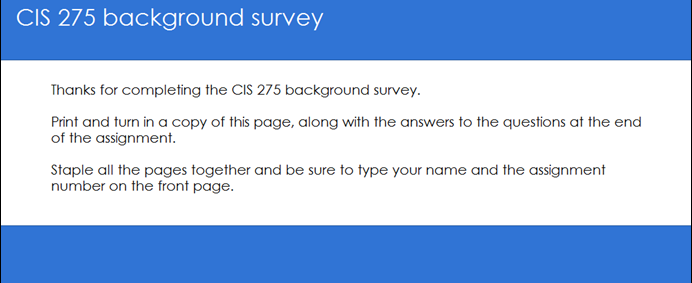 CIS 275 background survey
Thanks for completing the CIS 275 background survey.
Print and turn in a copy of this page, along with the answers to the questions at the end
of the assignment.
Staple all the pages together and be sure to type your name and the assignment
number on the front page.